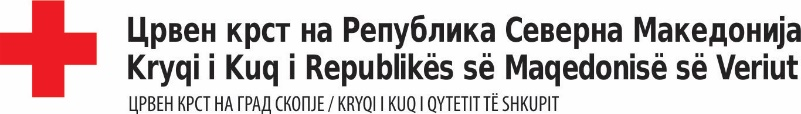 Црвен крст на Република Северна Македонија
Kryqi i Kuq i Republikës së Maqedonisë së Veriut
ЦРВЕН КРСТ НА ГРАД СКОПЈЕ / KRYQI I KUQ I QYTETIT TË SHKUPIT